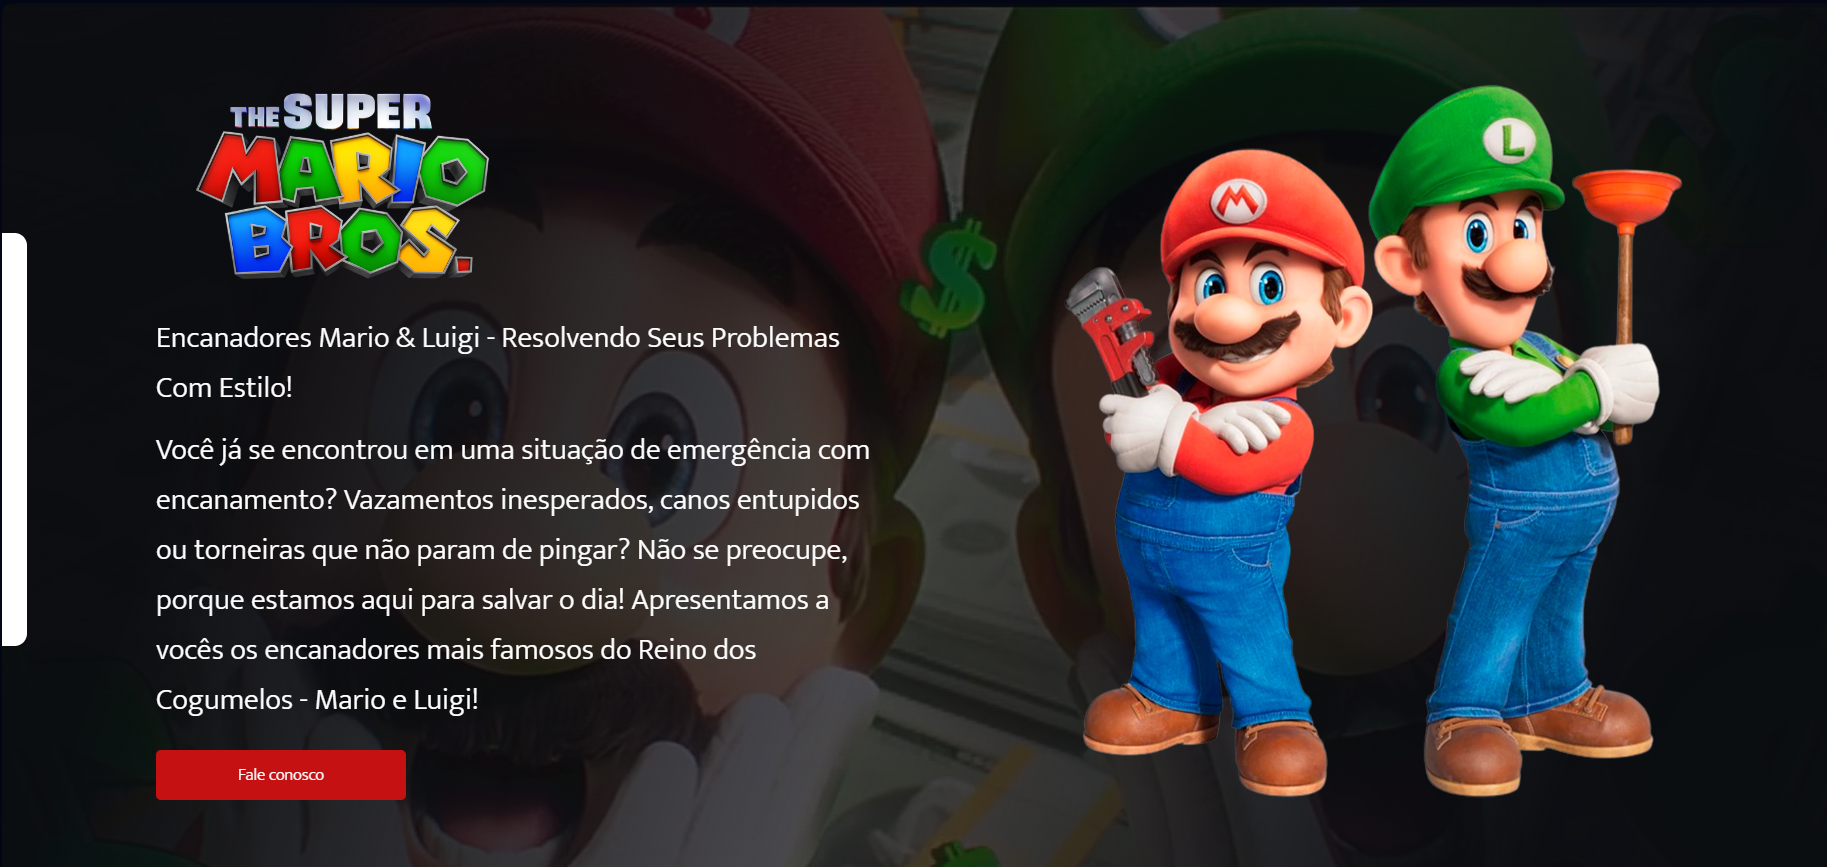 THE SUPER
MARIO
BROS.
M
L
$
Encanadores Mario & Luigi - Resolvendo Seus Problemas
Com Estilo!
Você já se encontrou em uma situação de emergência com
encanamento? Vazamentos inesperados, canos entupidos
ou torneiras que não param de pingar? Não se preocupe,
porque estamos aqui para salvar o dia! Apresentamos a
vocês os encanadores mais famosos do Reino dos
Cogumelos - Mario e Luigi!
Fale conosco